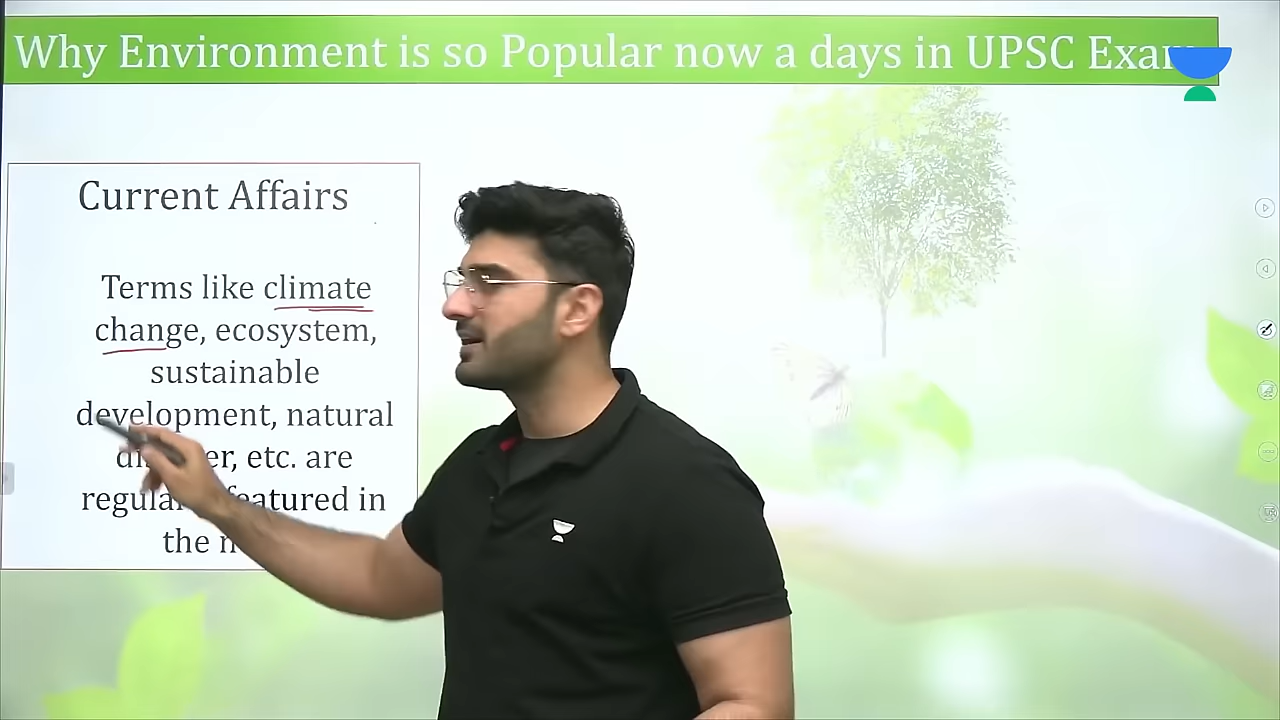 Why Environment is so Popular now a days in UPSC Exam
Current Affairs
Terms like climate
change, ecosystem,
sustainable
development, natural
etc. are
featured in
the